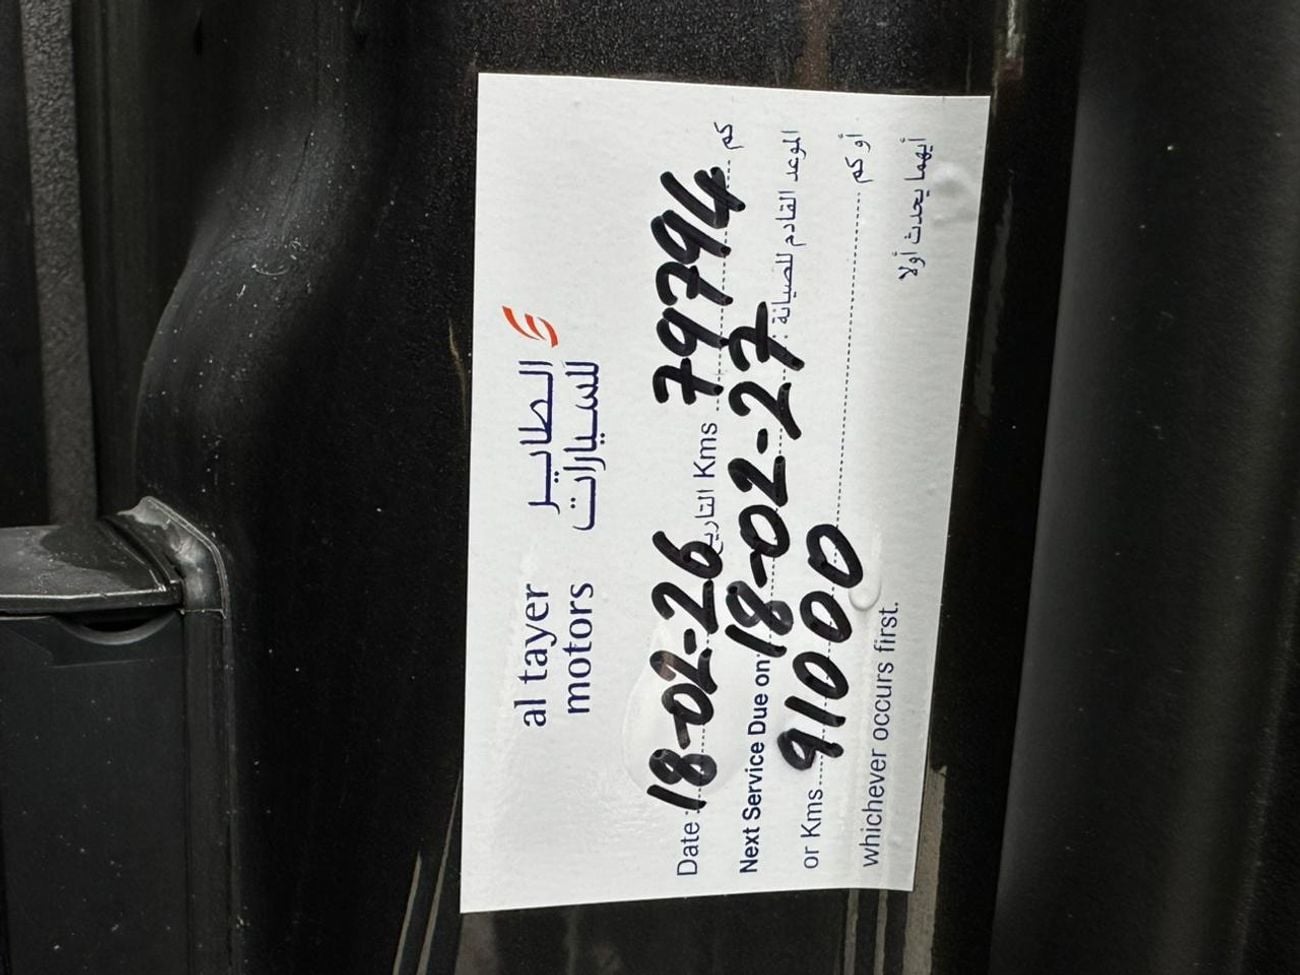 al tayer الطاير
motors للسيارات
Date : 18-02-26 التاريخ Kms 79794 كم
Next Service Due on 18-02-27 : الموعد القادم للصيانة
or Kms 91000 أو كم
whichever occurs first. أيهما يحدث أولا